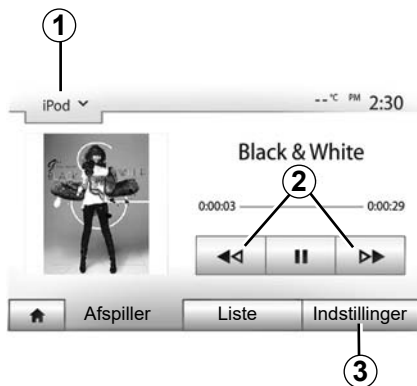 1
iPod --°C PM 2:30
Black & White
2
0:00:03 0:00:29
Afspiller Liste Indstillinger
3